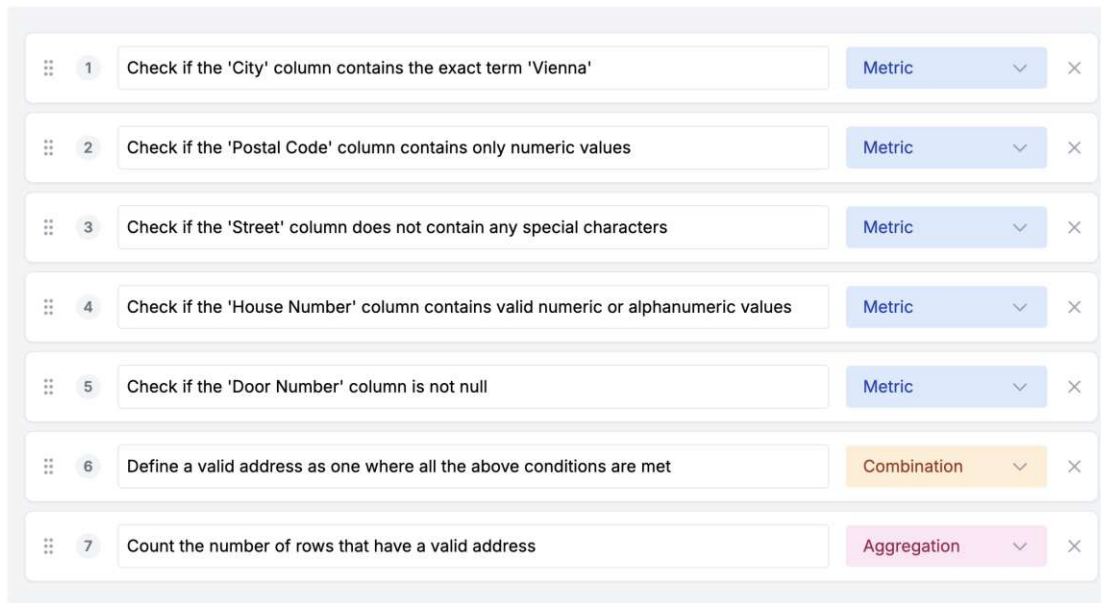 1 Check if the 'City' column contains the exact term 'Vienna' Metric
2 Check if the 'Postal Code' column contains only numeric values Metric
3 Check if the 'Street' column does not contain any special characters Metric
4 Check if the 'House Number' column contains valid numeric or alphanumeric values Metric
5 Check if the 'Door Number' column is not null Metric
6 Define a valid address as one where all the above conditions are met Combination
7 Count the number of rows that have a valid address Aggregation